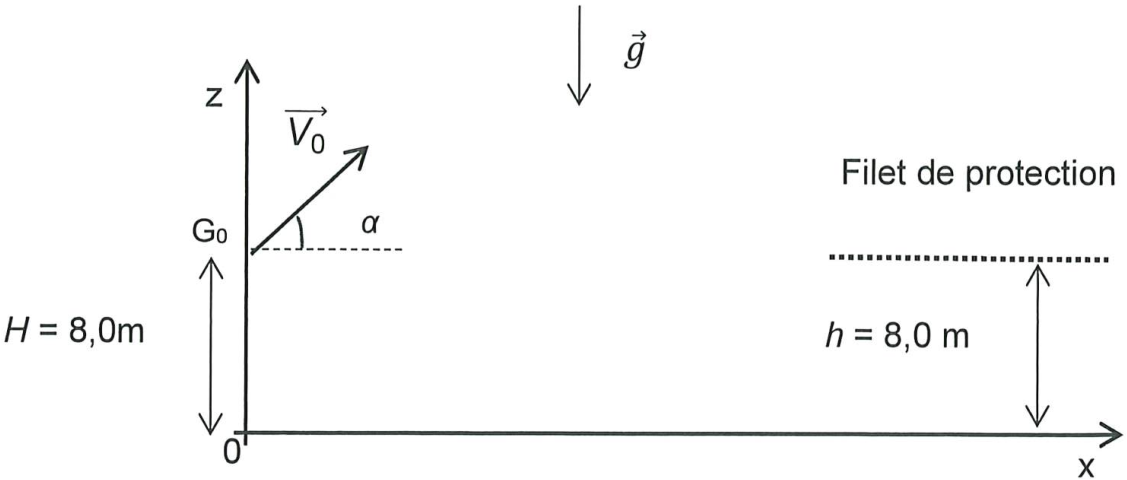 g⃗
z
V₀⃗
Filet de protection
G₀
α
H = 8,0m
h = 8,0 m
0
x